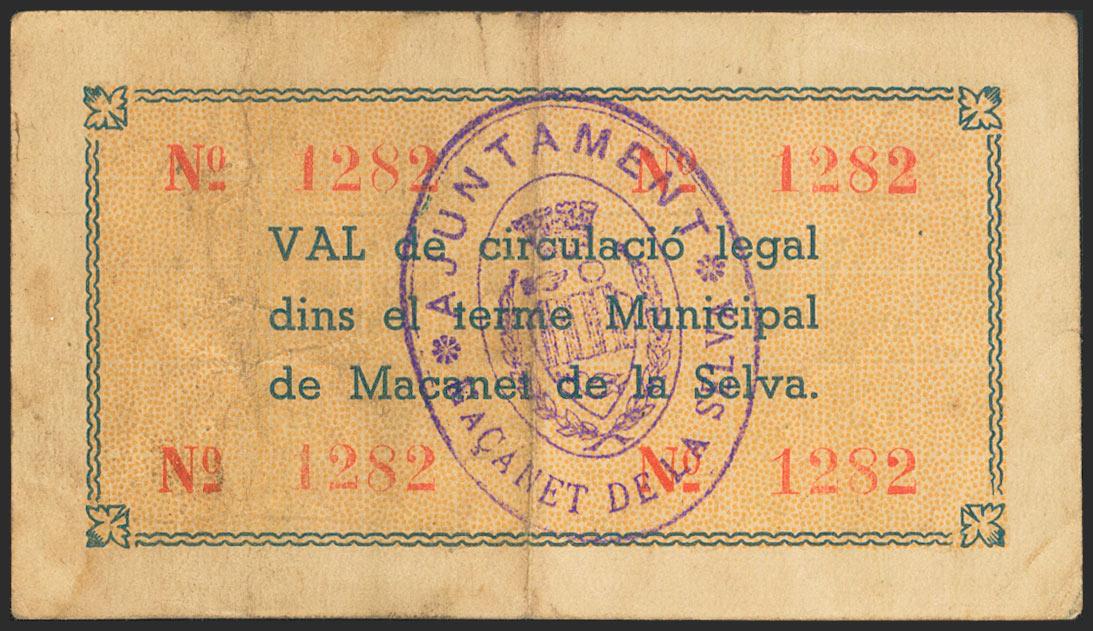 Nº 1282 Nº 1282
VAL de circulació legal
dins el terme Municipal
de Maçanet de la Selva.
Nº 1282 Nº 1282
AJUNTAMENT
MAÇANET DE LA SELVA